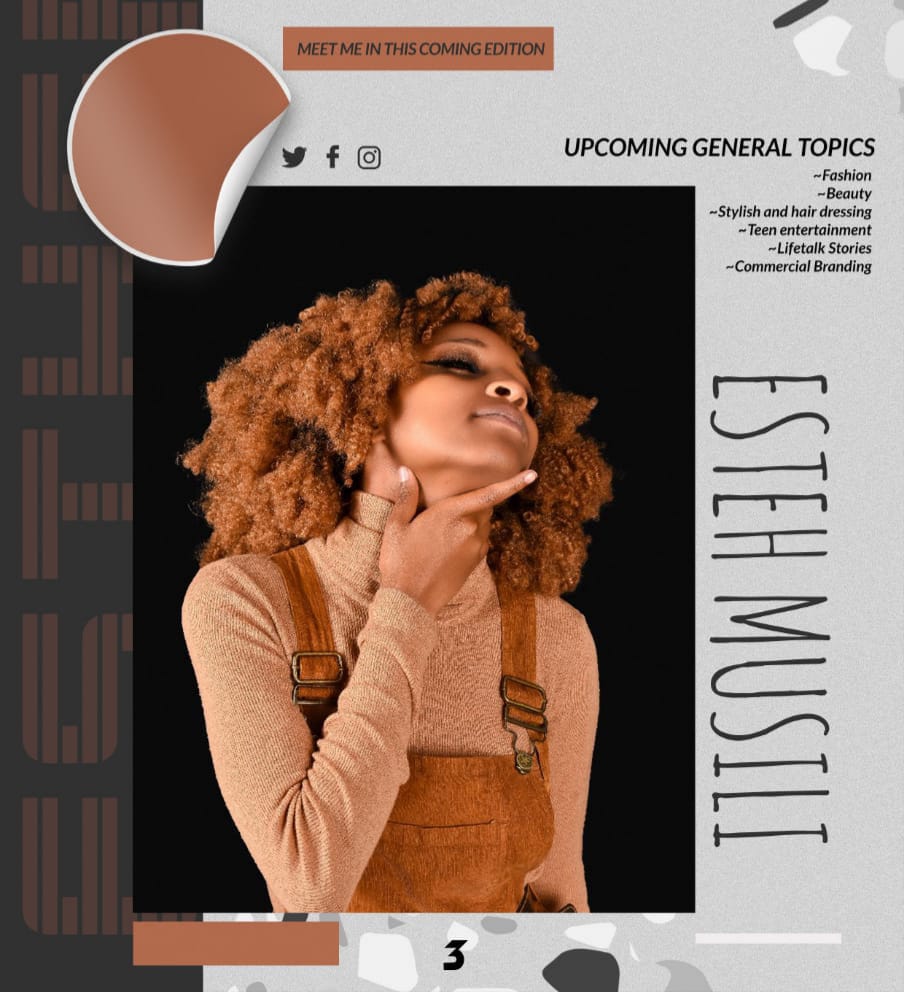 MEET ME IN THIS COMING EDITION
UPCOMING GENERAL TOPICS
~Fashion
~Beauty
~Stylish and hair dressing
~Teen entertainment
~Lifetalk Stories
~Commercial Branding
ESTEH MUSILI
3